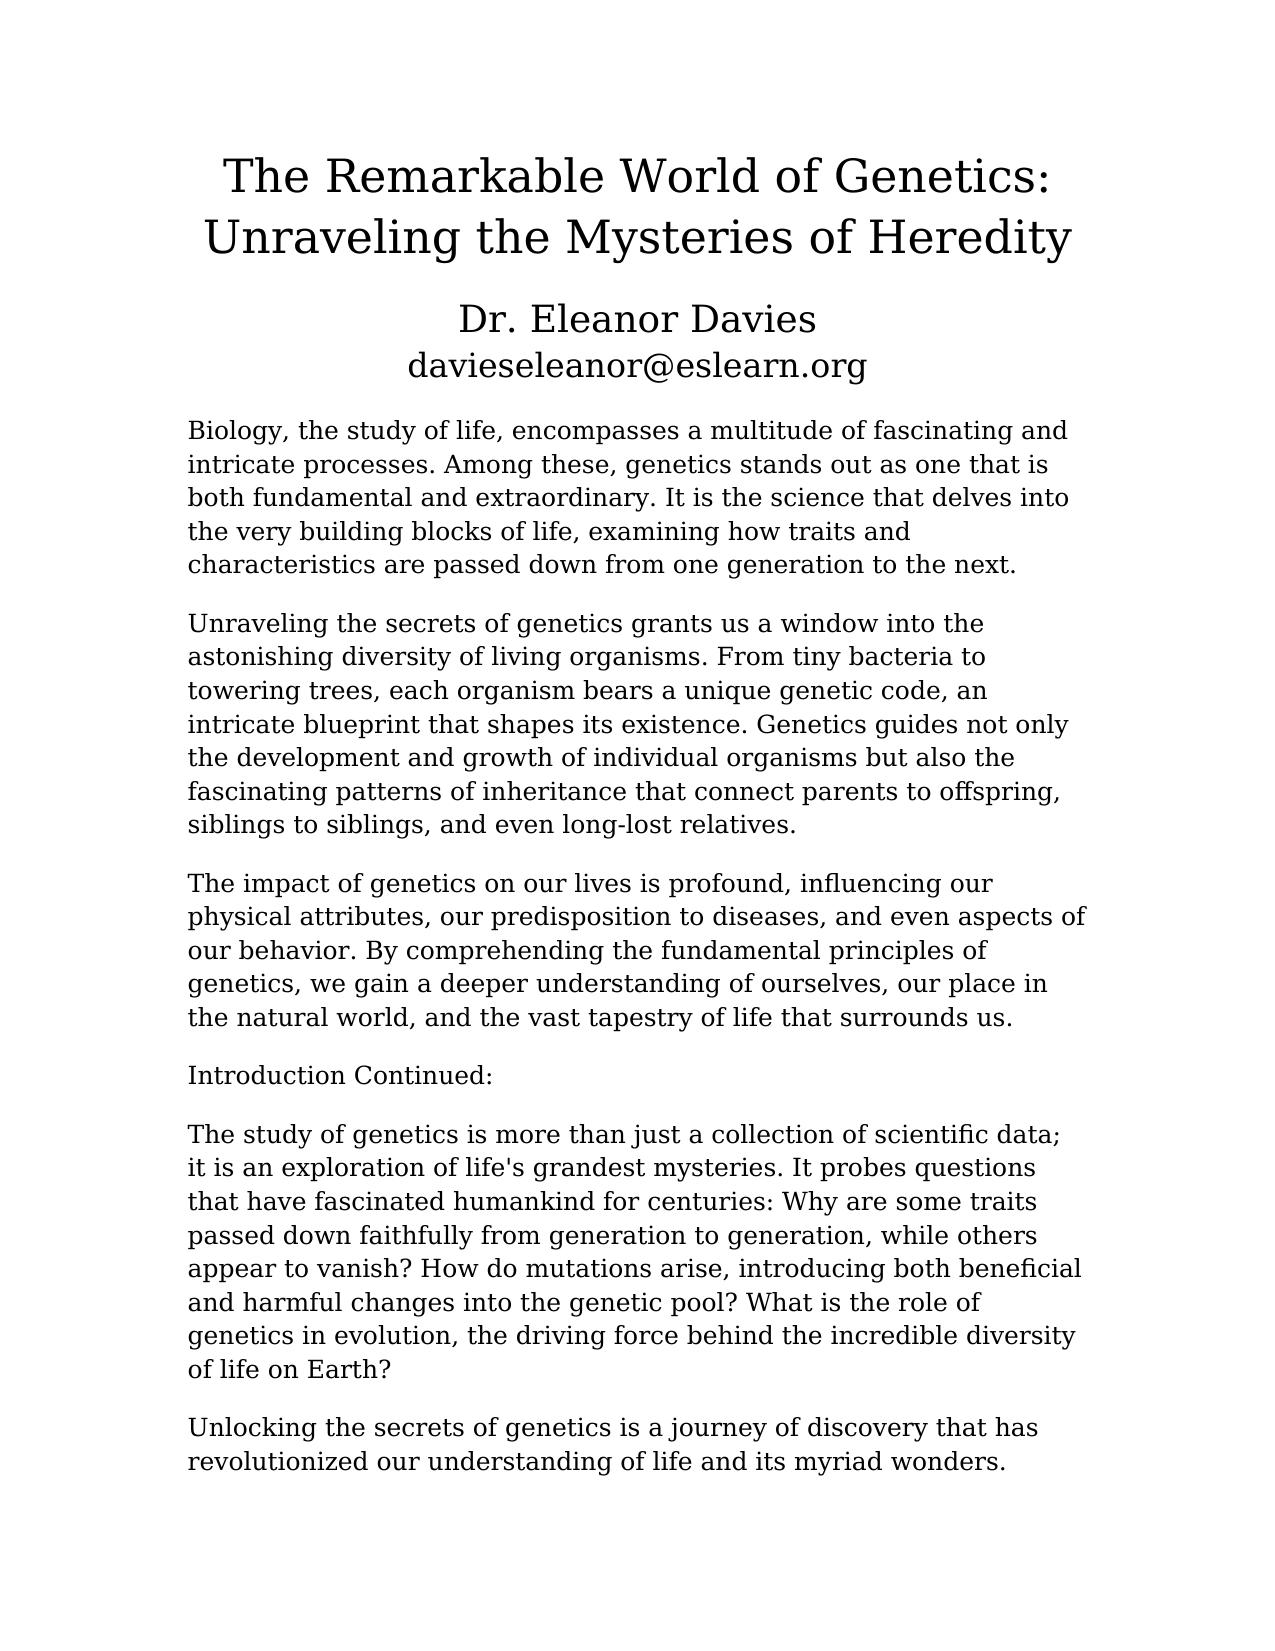 The Remarkable World of Genetics:
Unraveling the Mysteries of Heredity
Dr. Eleanor Davies
davieseleanor@eslearn.org
Biology, the study of life, encompasses a multitude of fascinating and
intricate processes. Among these, genetics stands out as one that is
both fundamental and extraordinary. It is the science that delves into
the very building blocks of life, examining how traits and
characteristics are passed down from one generation to the next.
Unraveling the secrets of genetics grants us a window into the
astonishing diversity of living organisms. From tiny bacteria to
towering trees, each organism bears a unique genetic code, an
intricate blueprint that shapes its existence. Genetics guides not only
the development and growth of individual organisms but also the
fascinating patterns of inheritance that connect parents to offspring,
siblings to siblings, and even long-lost relatives.
The impact of genetics on our lives is profound, influencing our
physical attributes, our predisposition to diseases, and even aspects of
our behavior. By comprehending the fundamental principles of
genetics, we gain a deeper understanding of ourselves, our place in
the natural world, and the vast tapestry of life that surrounds us.
Introduction Continued:
The study of genetics is more than just a collection of scientific data;
it is an exploration of life's grandest mysteries. It probes questions
that have fascinated humankind for centuries: Why are some traits
passed down faithfully from generation to generation, while others
appear to vanish? How do mutations arise, introducing both beneficial
and harmful changes into the genetic pool? What is the role of
genetics in evolution, the driving force behind the incredible diversity
of life on Earth?
Unlocking the secrets of genetics is a journey of discovery that has
revolutionized our understanding of life and its myriad wonders.